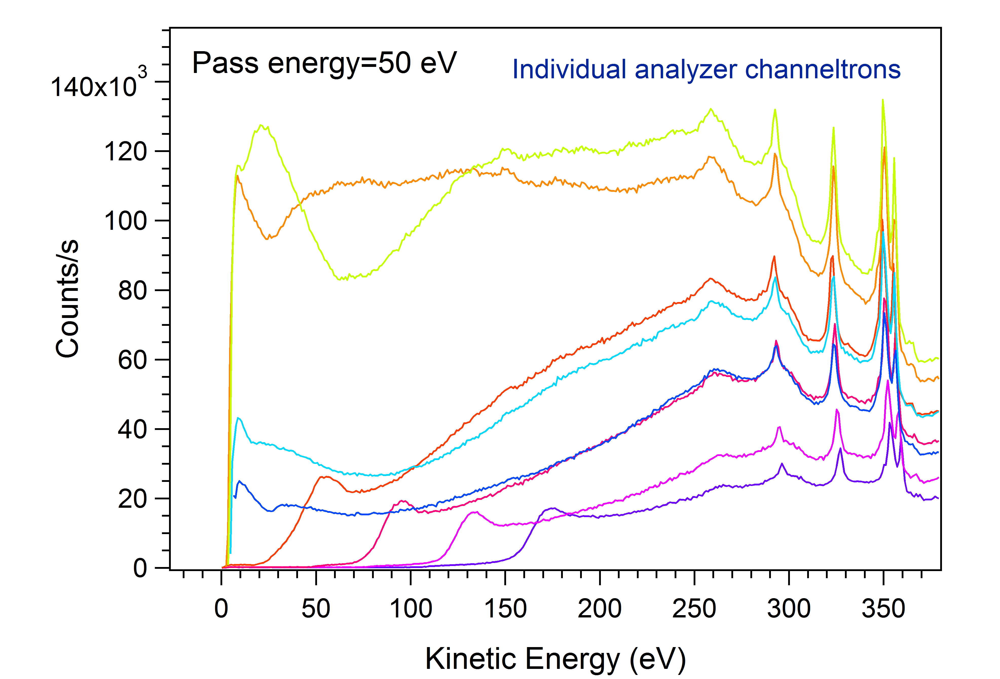 Pass energy=50 eV
Individual analyzer channeltrons
140x10³
120
100
80
60
40
20
0
Counts/s
0 50 100 150 200 250 300 350
Kinetic Energy (eV)